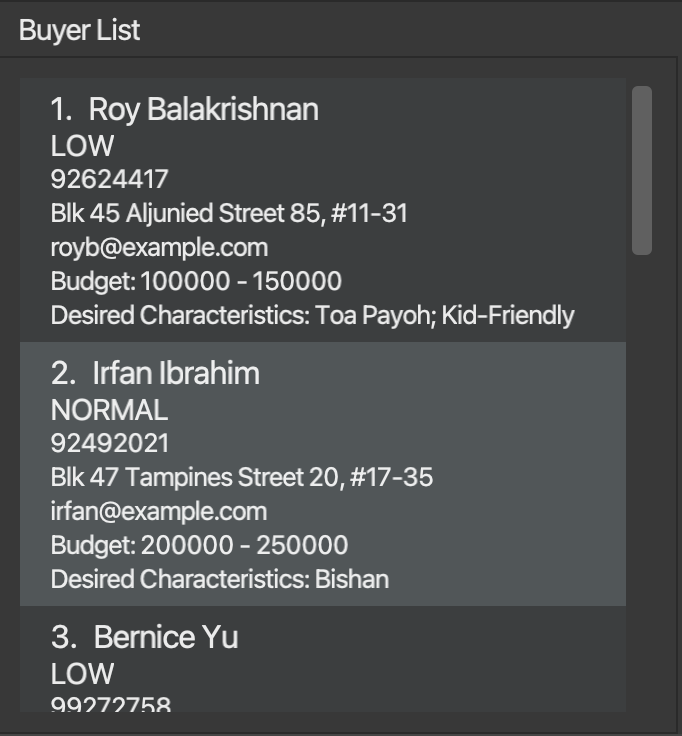 Buyer List
1. Roy Balakrishnan
LOW
92624417
Blk 45 Aljunied Street 85, #11-31
royb@example.com
Budget: 100000 - 150000
Desired Characteristics: Toa Payoh; Kid-Friendly
2. Irfan Ibrahim
NORMAL
92492021
Blk 47 Tampines Street 20, #17-35
irfan@example.com
Budget: 200000 - 250000
Desired Characteristics: Bishan
3. Bernice Yu
LOW
99272758